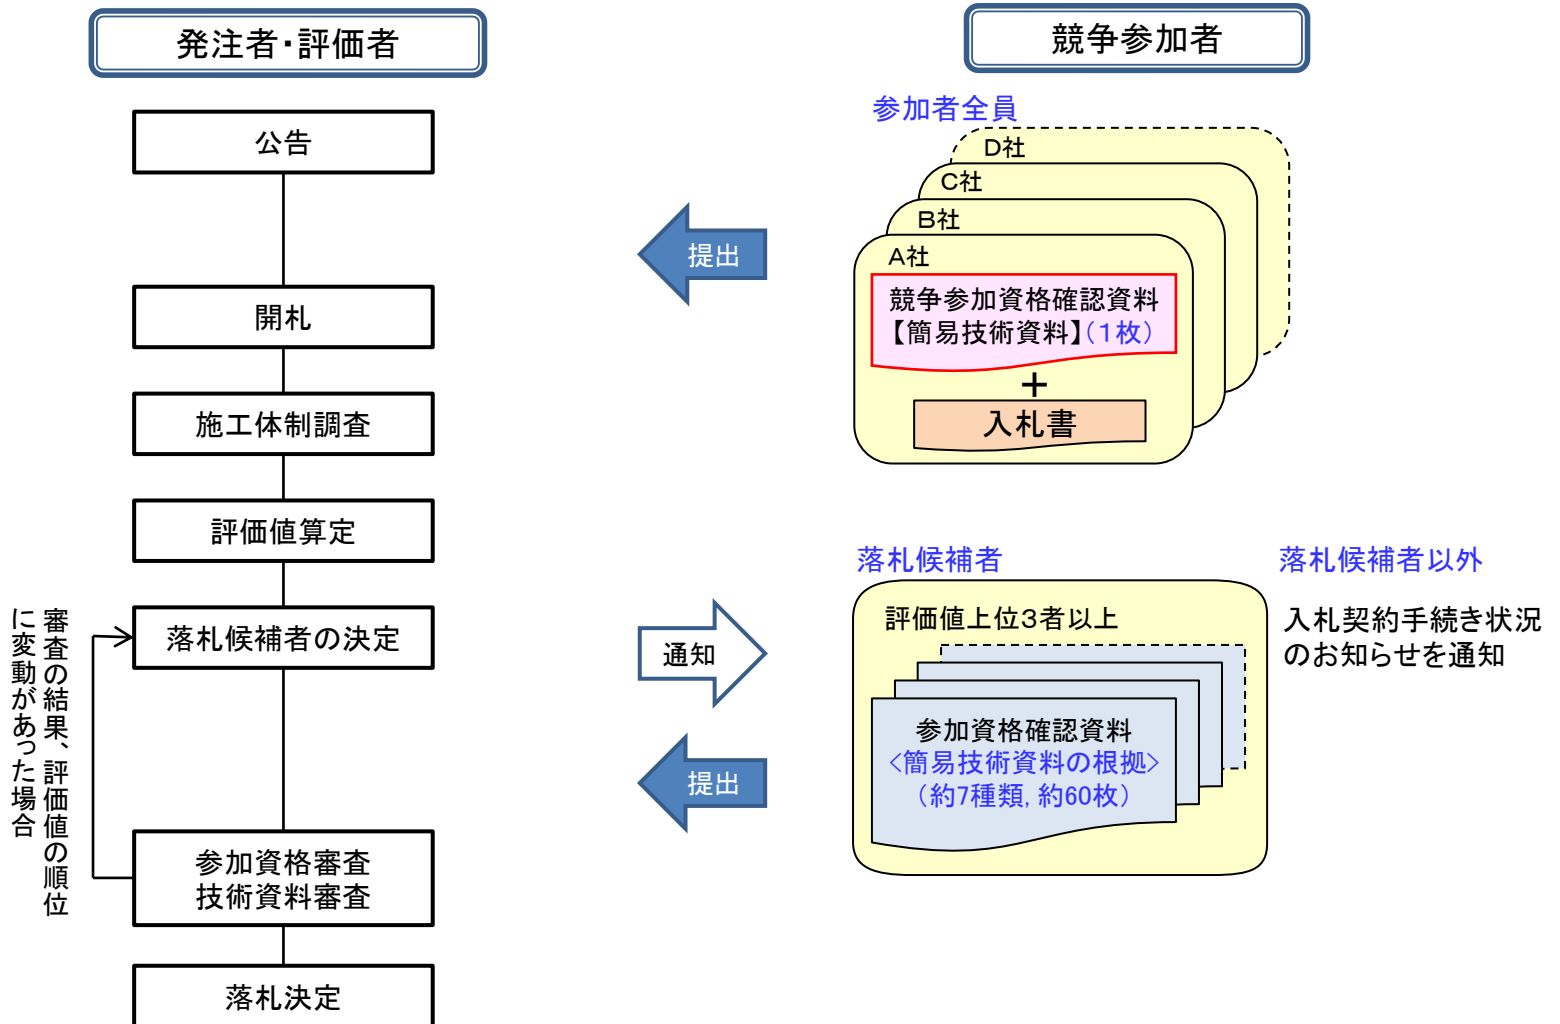 発注者・評価者
公告
開札
施工体制調査
評価値算定
落札候補者の決定
審査の結果、評価値の順位
に変動があった場合
参加資格審査
技術資料審査
落札決定
提出
通知
提出
競争参加者
参加者全員
D社
C社
B社
A社
競争参加資格確認資料
【簡易技術資料】(1枚)
+
入札書
落札候補者
評価値上位3者以上
参加資格確認資料
<簡易技術資料の根拠>
(約7種類,約60枚)
落札候補者以外
入札契約手続き状況
のお知らせを通知